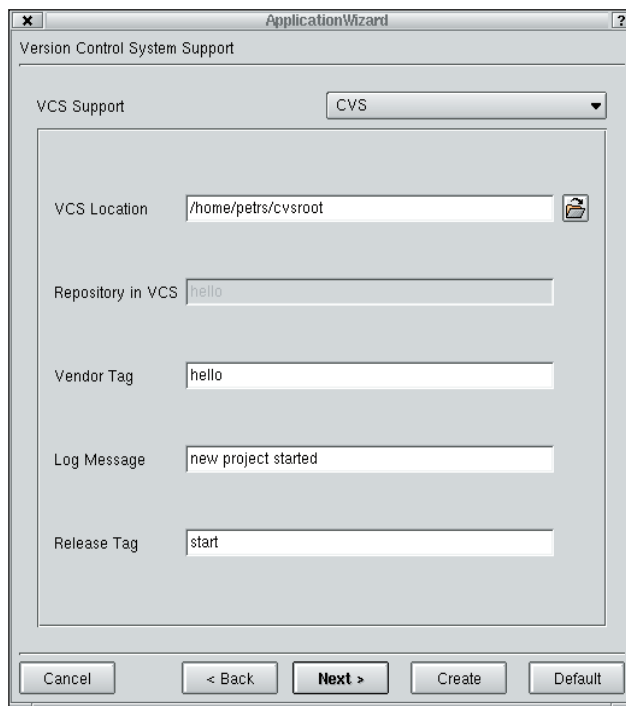 ApplicationWizard ?
Version Control System Support
VCS Support CVS
VCS Location /home/petrs/cvsroot
Repository in VCS hello
Vendor Tag hello
Log Message new project started
Release Tag start
Cancel < Back Next > Create Default